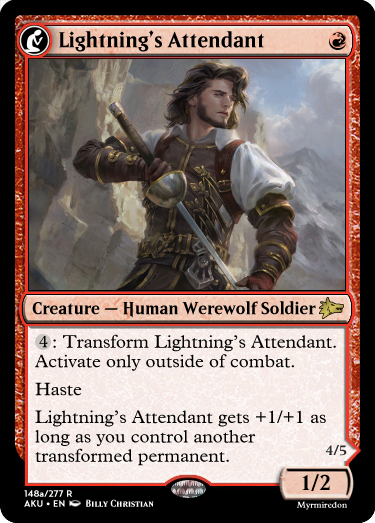 Lightning's Attendant
Creature — Human Werewolf Soldier
4: Transform Lightning's Attendant.
Activate only outside of combat.
Haste
Lightning's Attendant gets +1/+1 as
long as you control another
transformed permanent.
4/5
1/2
148a/277 R
AKU • EN Billy Christian
Myrmiredon